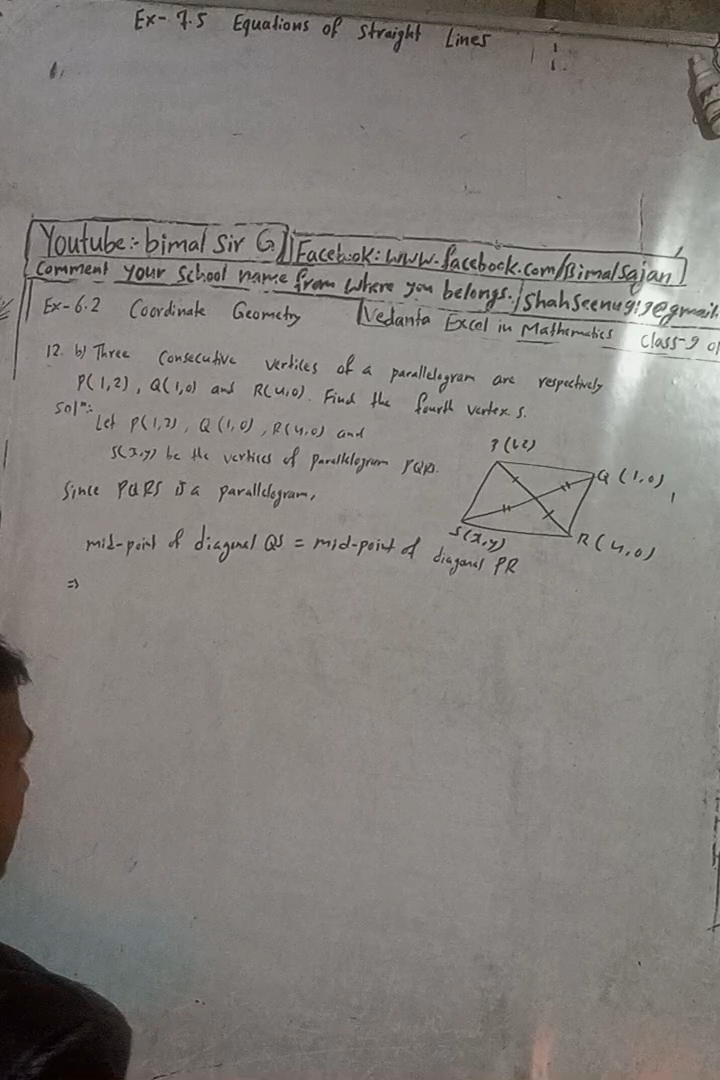 Ex- 7.5 Equations of Straight Lines
Youtube:- bimal Sir G
Facebook: www.facebook.com/Bimalsajan
Comment your School name from where you belongs. / Shahseenu913@gmail.
Ex-6.2 Coordinate Geometry
Vedanta Excel in Mathematics Class-9
12. b) Three Consecutive vertices of a parallelogram are respectively
P(1,2), Q(1,0) and R(4,0). Find the fourth vertex S.
Soln:-
Let P(1,2), Q(1,0), R(4,0) and
S(x,y) be the vertices of parallelogram
Since PQRS is a parallelogram,
mid-point of diagonal QS = mid-point of diagonal PR
⇒
Q(1,0)
S(x,y)
R(4,0)